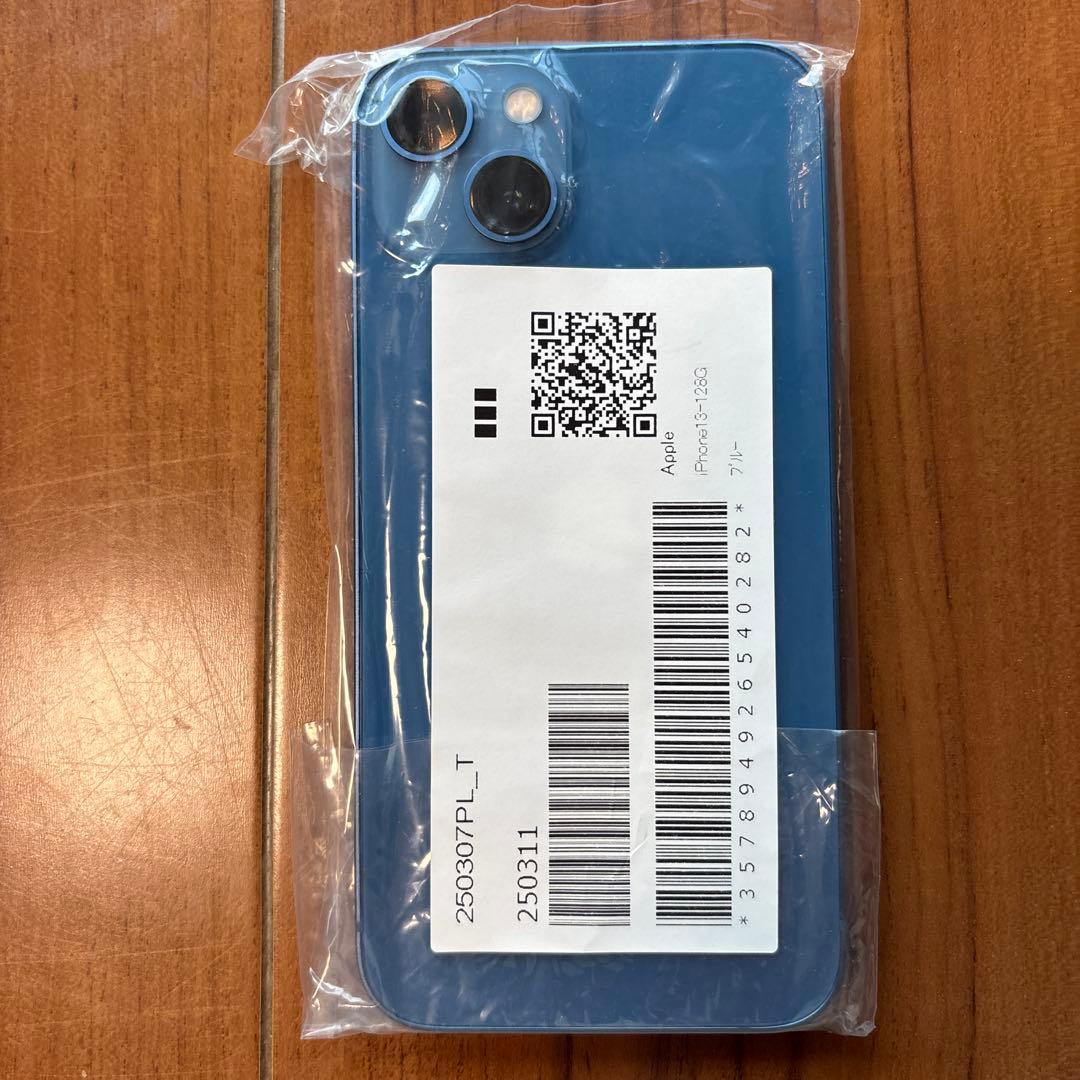 250307PL_T
250311
Apple
iPhone13-128G
ﾌﾞﾙｰ
*357894926540282*